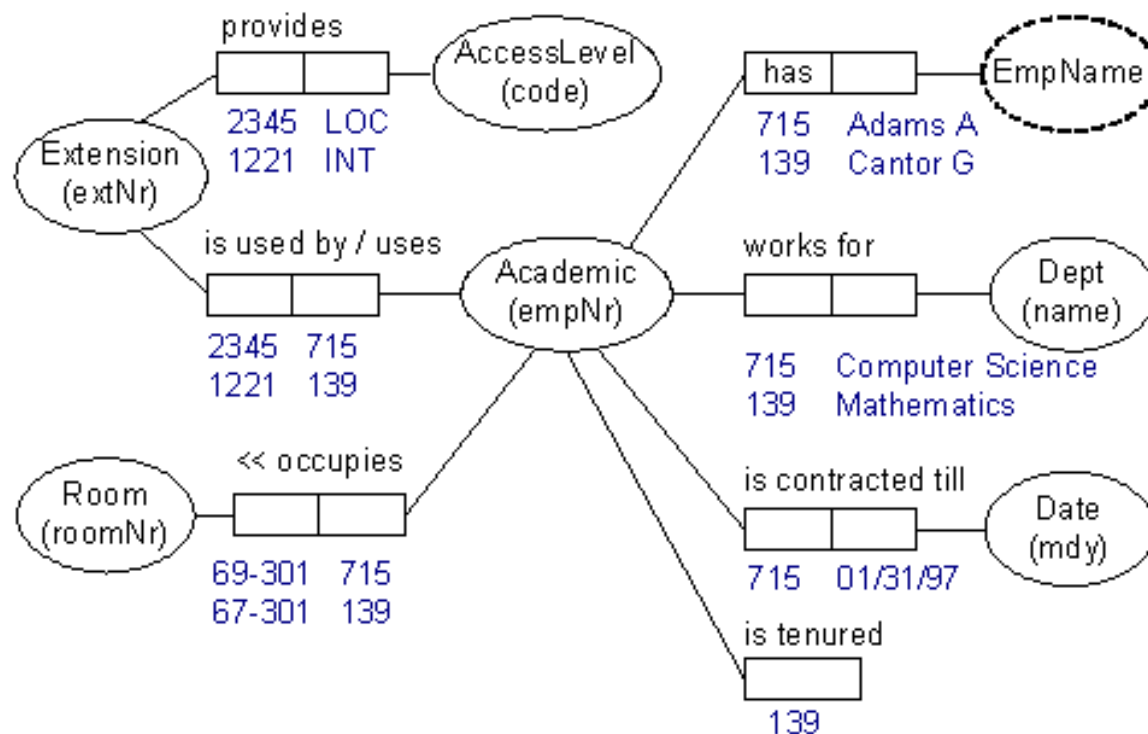 provides
AccessLevel
(code)
2345 LOC
1221 INT
Extension
(extNr)
is used by / uses
2345 715
1221 139
Academic
(empNr)
<< occupies
Room
(roomNr)
69-301 715
67-301 139
has
EmpName
715 Adams A
139 Cantor G
works for
Dept
(name)
715 Computer Science
139 Mathematics
is contracted till
Date
(mdy)
715 01/31/97
is tenured
139